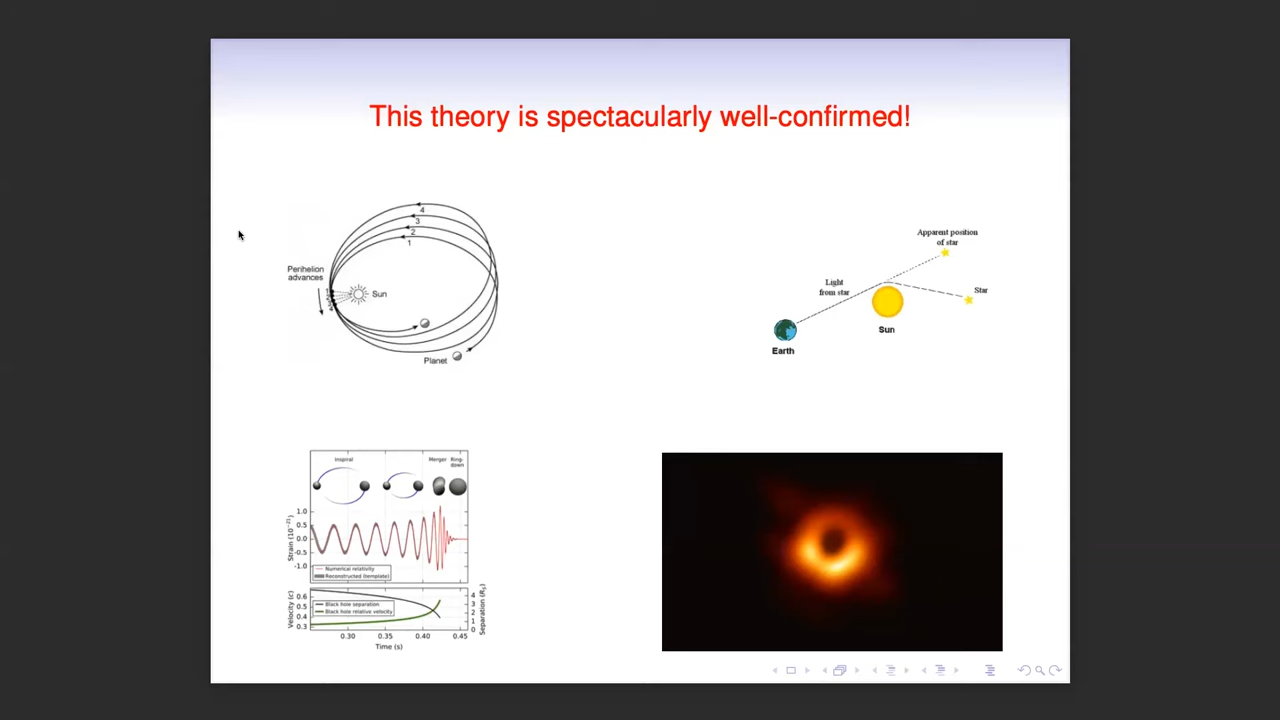 This theory is spectacularly well-confirmed!
4
3
2
1
Perihelion
advances
Sun
Planet
Apparent position
of star
Light
from star
Star
Sun
Earth
Inspiral
Merger
Ring-
down
Strain (10⁻²¹)
1.0
0.5
0.0
-0.5
-1.0
Numerical relativity
Reconstructed (template)
Velocity (c)
0.6
0.5
0.4
0.3
Black hole separation
Black hole relative velocity
4
3
2
1
0
Separation (R_S)
0.30
0.35
0.40
0.45
Time (s)